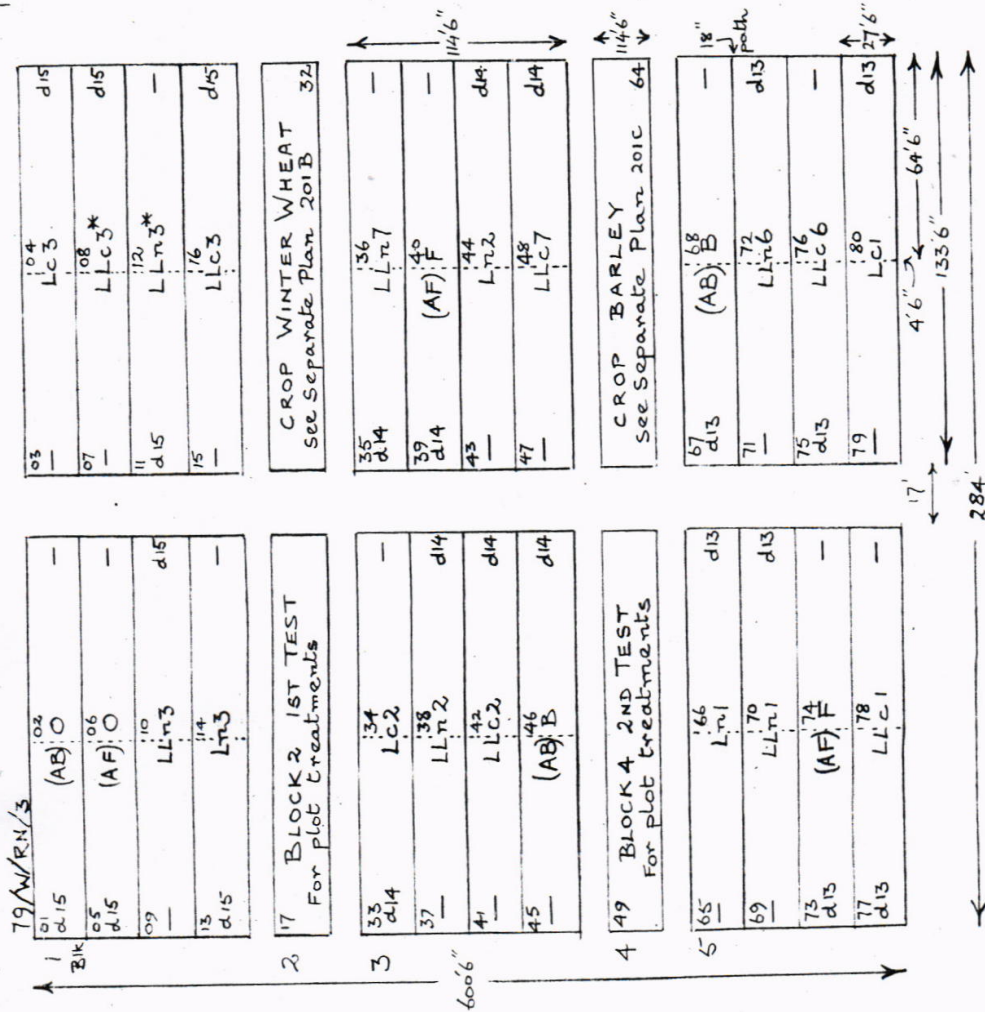 79/W/RN/3
1
Blk
01 02
d15 (AB) O —
05 06
d15 (AF) O —
09 10
— LLn3 d15
13 14
d15 Ln3 —
03 04
— Lc3 d15
07 08
— LLc3* d15
11 12
d15 LLn3* —
15 16
— LLc3 d15
2
17 BLOCK 2 1ST TEST
For plot treatments
CROP WINTER WHEAT
see Separate Plan 201B 32
3
33 34
d14 Lc2 —
37 38
— LLn2 d14
41 42
— LLc2 d14
45 46
— (AB) B d14
35 36
d14 LLn7 —
39 40
d14 (AF) F —
43 44
— Ln2 d14
47 48
— LLc7 d14
114'6"
4
49 BLOCK 4 2ND TEST
For plot treatments
CROP BARLEY
see Separate Plan 201C 64
114'6"
5
65 66
— Ln1 d13
69 70
— LLn1 d13
73 74
d13 (AF) F —
77 78
d13 LLc1 —
67 68
d13 (AB) B —
71 72
— LLn6 d13
75 76
d13 LLc6 —
79 80
— Lc1 d13
18"
path
27'6"
600'6"
4'6" 64'6"
17' 133'6"
284'